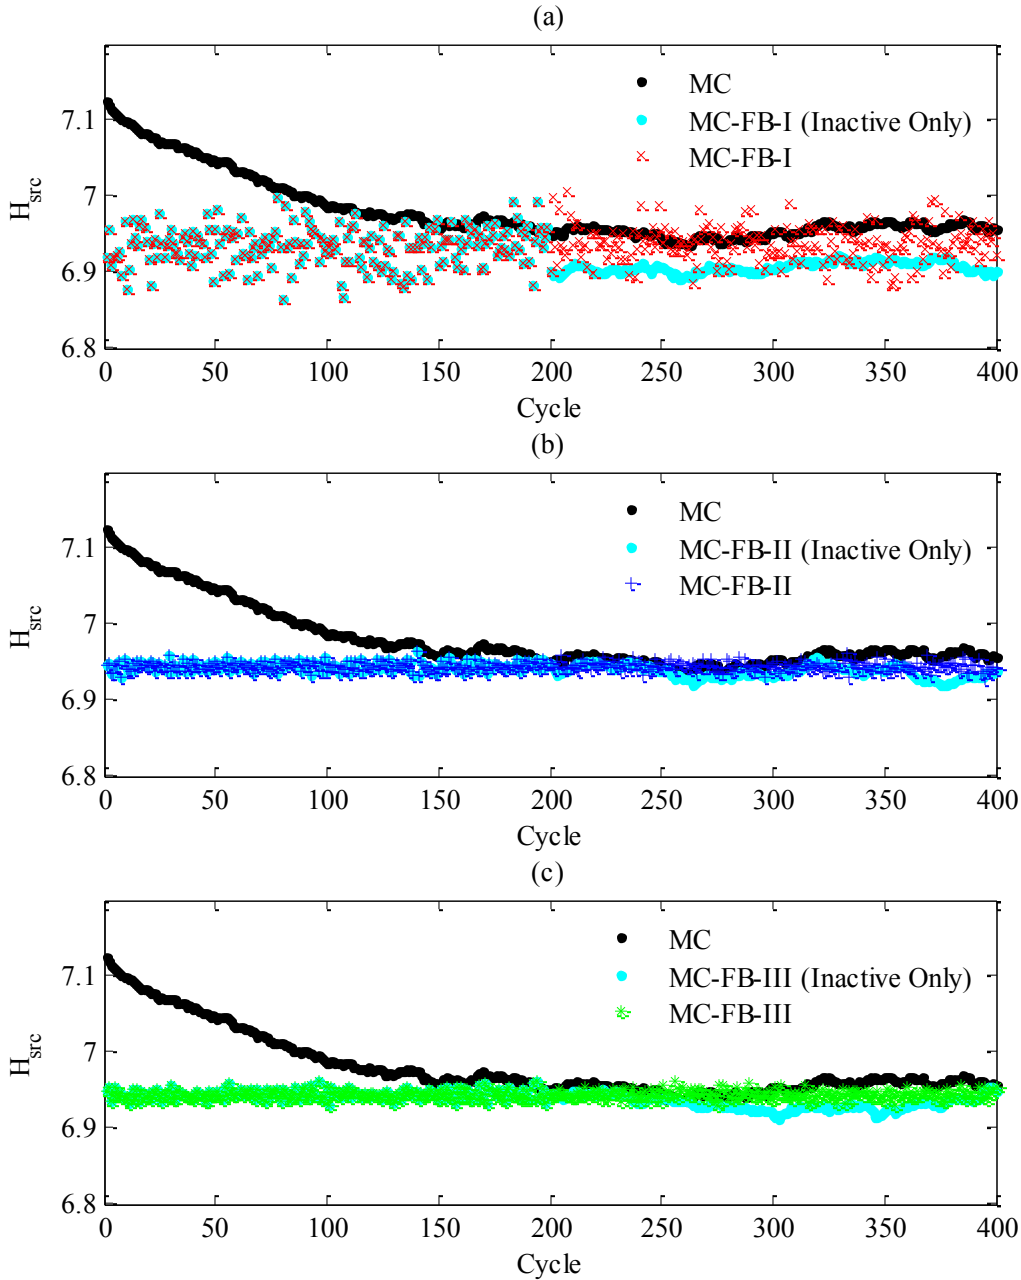 (a)
MC
MC-FB-I (Inactive Only)
MC-FB-I
7.1
7
6.9
6.8
H_src
0 50 100 150 200 250 300 350 400
Cycle
(b)
MC
MC-FB-II (Inactive Only)
MC-FB-II
7.1
7
6.9
6.8
H_src
0 50 100 150 200 250 300 350 400
Cycle
(c)
MC
MC-FB-III (Inactive Only)
MC-FB-III
7.1
7
6.9
6.8
H_src
0 50 100 150 200 250 300 350 400
Cycle